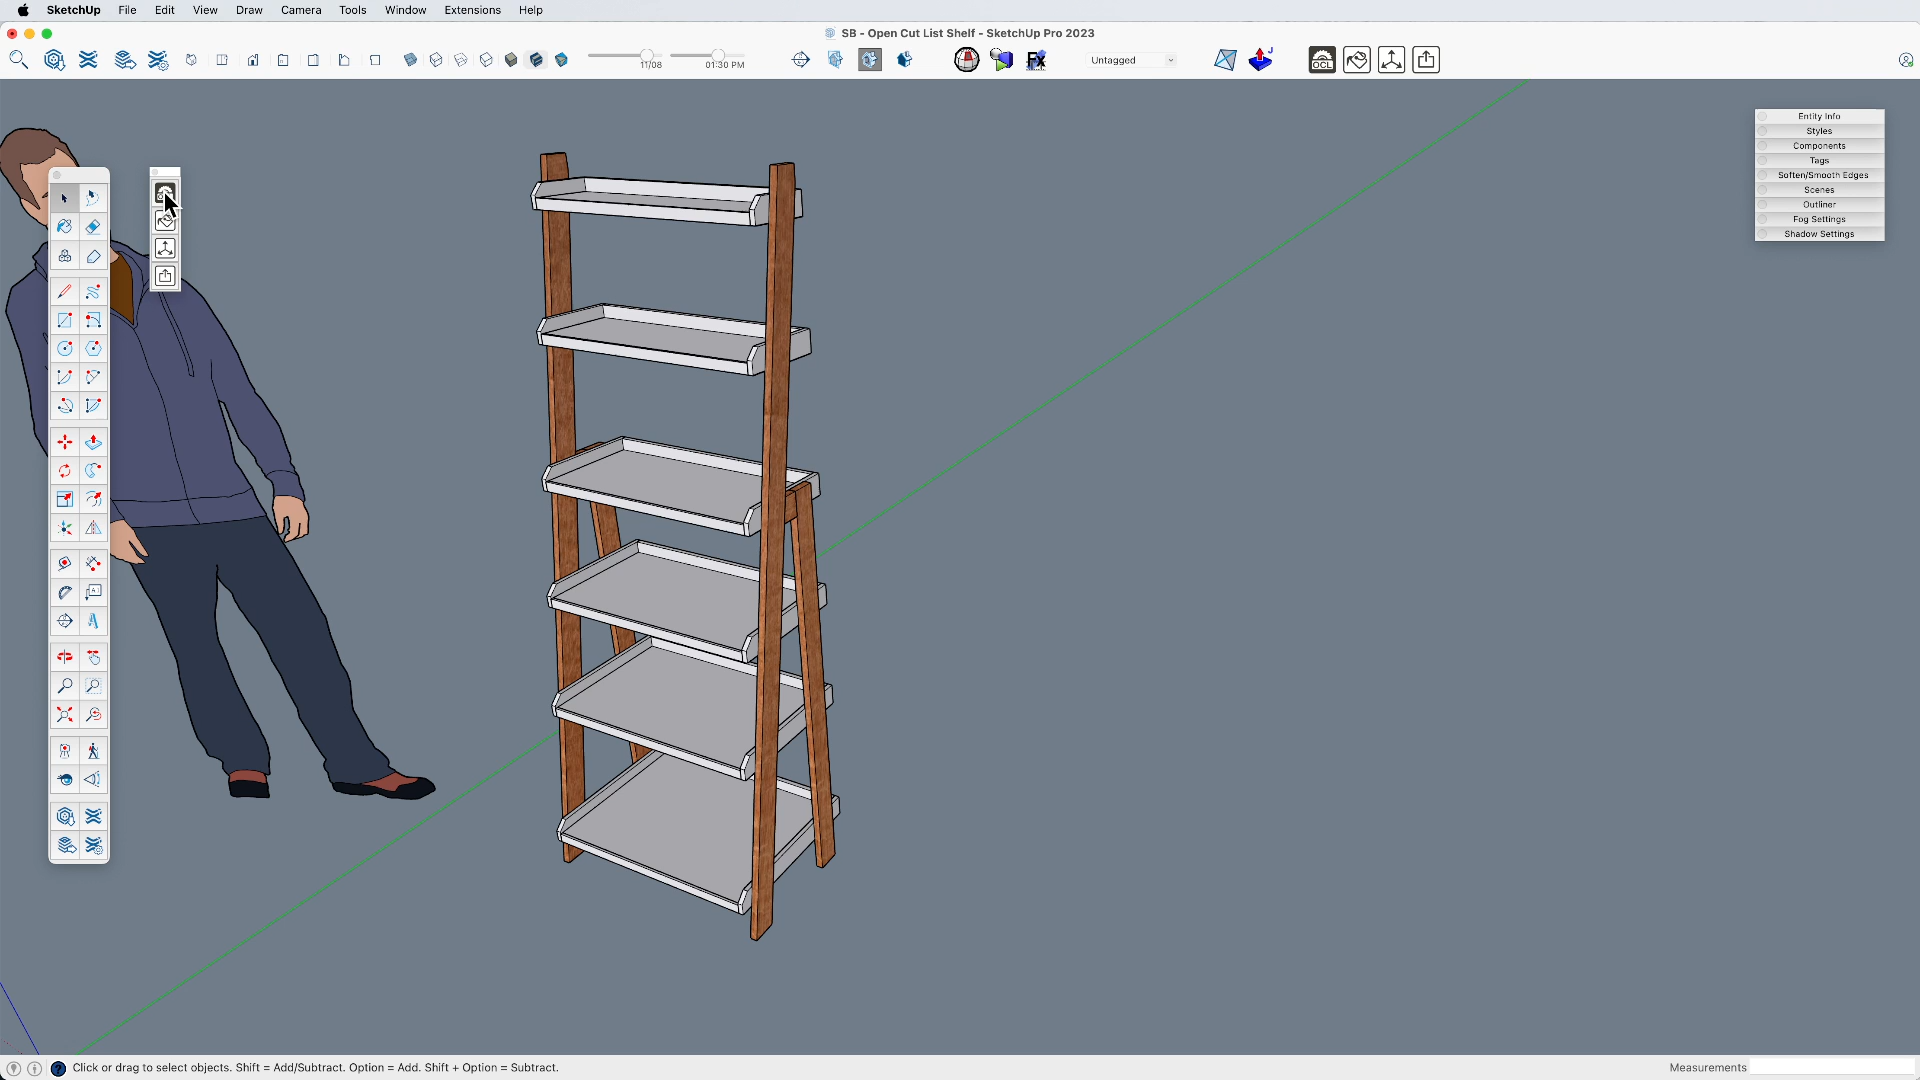 SketchUp File Edit View Draw Camera Tools Window Extensions Help
SB - Open Cut List Shelf - SketchUp Pro 2023
11/08 01:30 PM
FX
Untagged
J
OCL
Entity Info
Styles
Components
Tags
Soften/Smooth Edges
Scenes
Outliner
Fog Settings
Shadow Settings
Click or drag to select objects. Shift = Add/Subtract. Option = Add. Shift + Option = Subtract.
Measurements